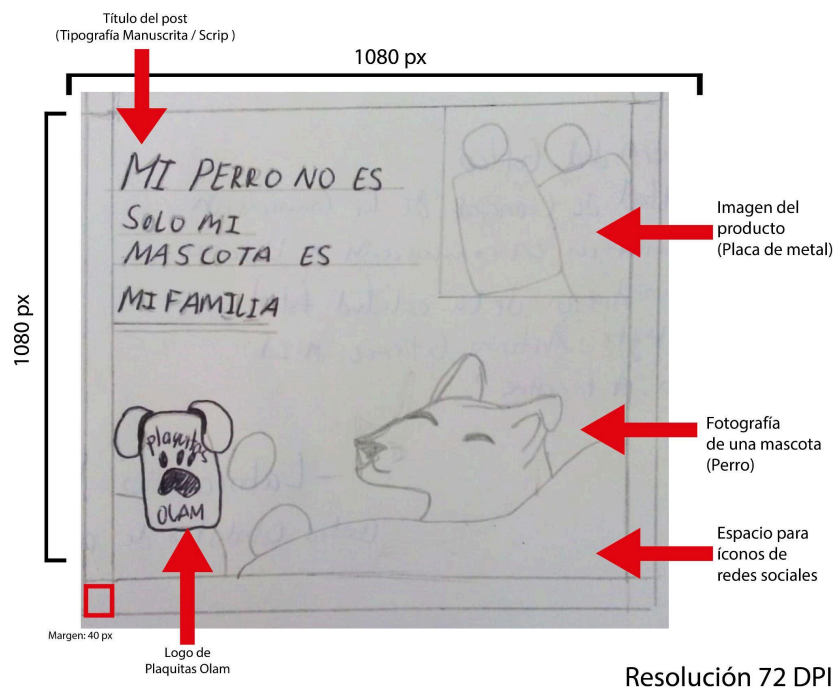 Título del post
(Tipografía Manuscrita / Scrip )
1080 px
1080 px
MI PERRO NO ES
SOLO MI
MASCOTA ES
MI FAMILIA
Imagen del
producto
(Placa de metal)
Fotografía
de una mascota
(Perro)
plaquitas
OLAM
Espacio para
íconos de
redes sociales
Margen: 40 px
Logo de
Plaquitas Olam
Resolución 72 DPI